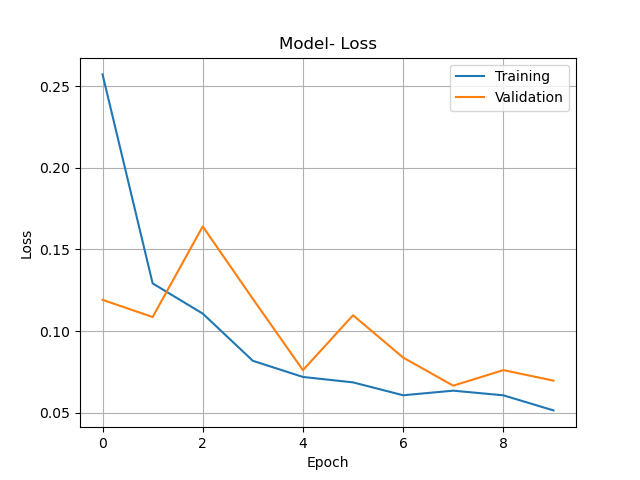 Model- Loss
Training
Validation
0.25
0.20
0.15
0.10
0.05
Loss
0 2 4 6 8
Epoch